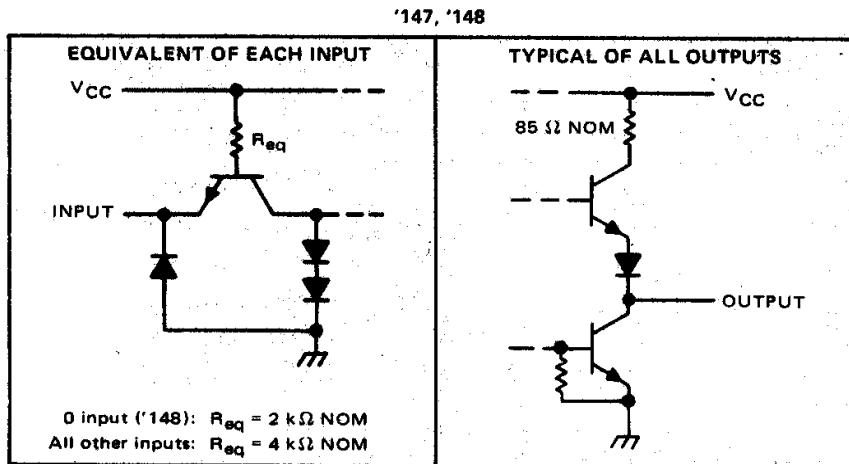 '147, '148
EQUIVALENT OF EACH INPUT
VCC
Req
INPUT
0 input ('148): Req = 2 kΩ NOM
All other inputs: Req = 4 kΩ NOM
TYPICAL OF ALL OUTPUTS
VCC
85 Ω NOM
OUTPUT